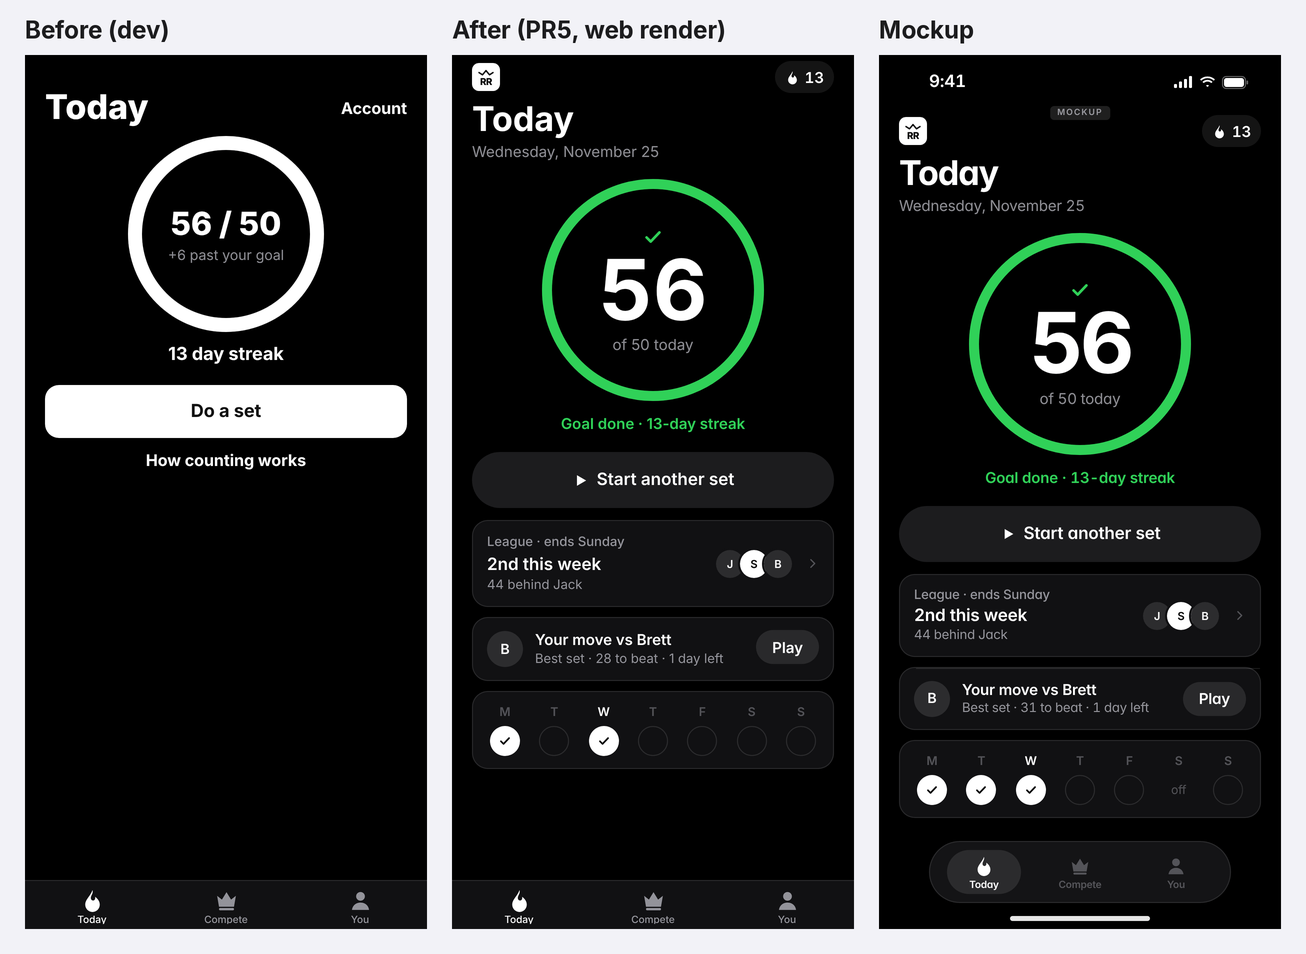 Before (dev)
Today
Account
56 / 50
+6 past your goal
13 day streak
Do a set
How counting works
Today
Compete
You
After (PR5, web render)
RR
13
Today
Wednesday, November 25
56
of 50 today
Goal done · 13-day streak
Start another set
League · ends Sunday
2nd this week
44 behind Jack
J S B
B
Your move vs Brett
Best set · 28 to beat · 1 day left
Play
M T W T F S S
Today
Compete
You
Mockup
9:41
MOCKUP
RR
13
Today
Wednesday, November 25
56
of 50 today
Goal done · 13-day streak
Start another set
League · ends Sunday
2nd this week
44 behind Jack
J S B
B
Your move vs Brett
Best set · 31 to beat · 1 day left
Play
M T W T F S S
off
Today
Compete
You